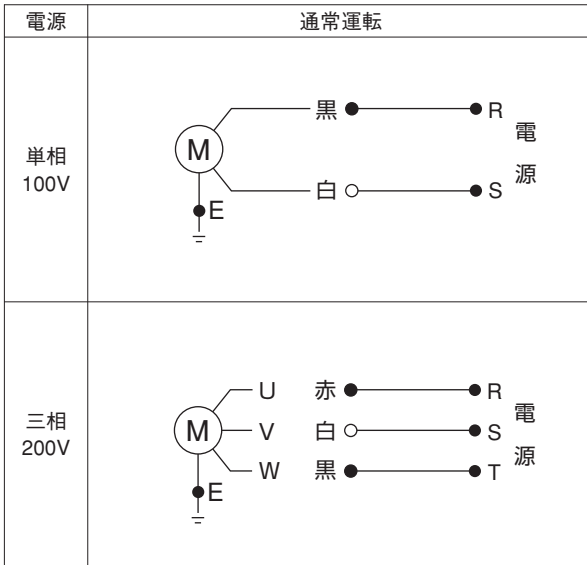 電源 通常運転
単相
100V
M
黒 R
白 S
電
源
E
三相
200V
M
U 赤 R
V 白 S
W 黒 T
電
源
E